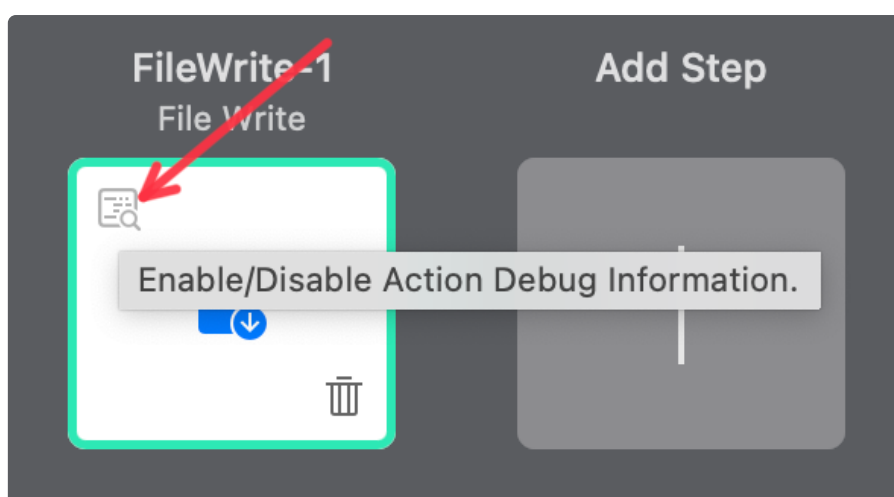 FileWrite-1
File Write
Add Step
Enable/Disable Action Debug Information.